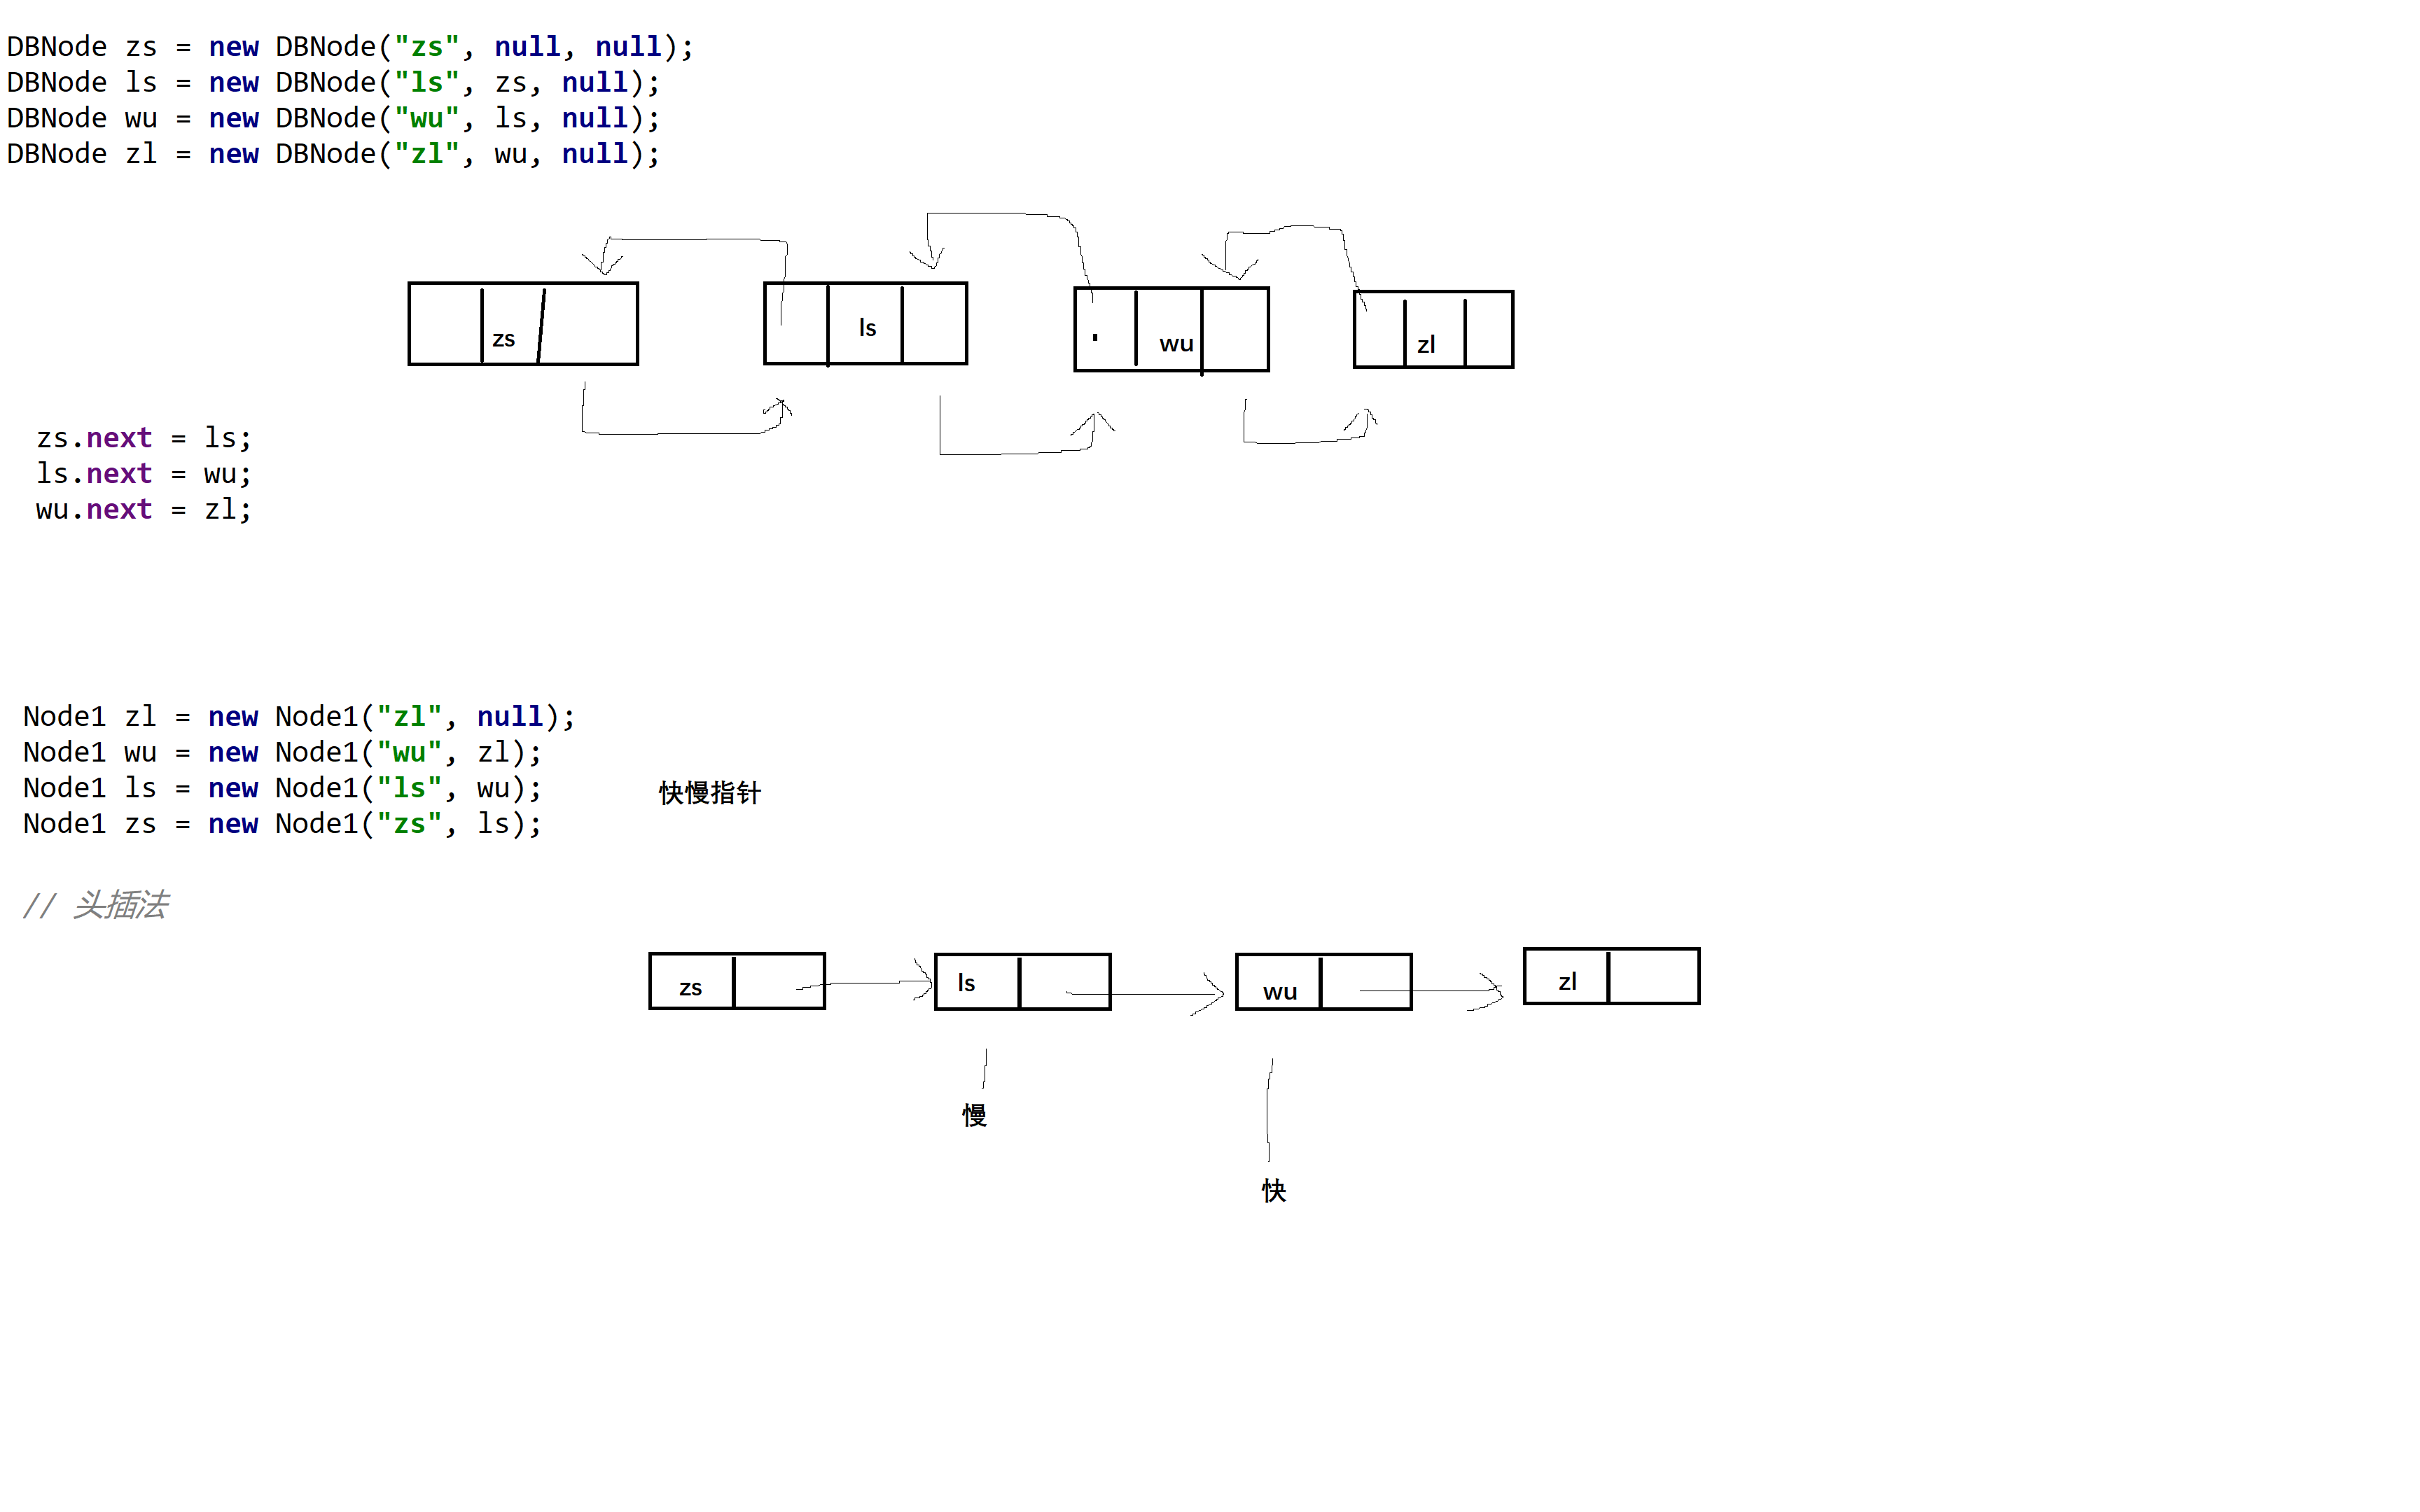 DBNode zs = new DBNode("zs", null, null);
DBNode ls = new DBNode("ls", zs, null);
DBNode wu = new DBNode("wu", ls, null);
DBNode zl = new DBNode("zl", wu, null);
zs
ls
wu
zl
zs.next = ls;
ls.next = wu;
wu.next = zl;
Node1 zl = new Node1("zl", null);
Node1 wu = new Node1("wu", zl);
Node1 ls = new Node1("ls", wu);
Node1 zs = new Node1("zs", ls);
快慢指针
// 头插法
zs
ls
wu
zl
慢
快